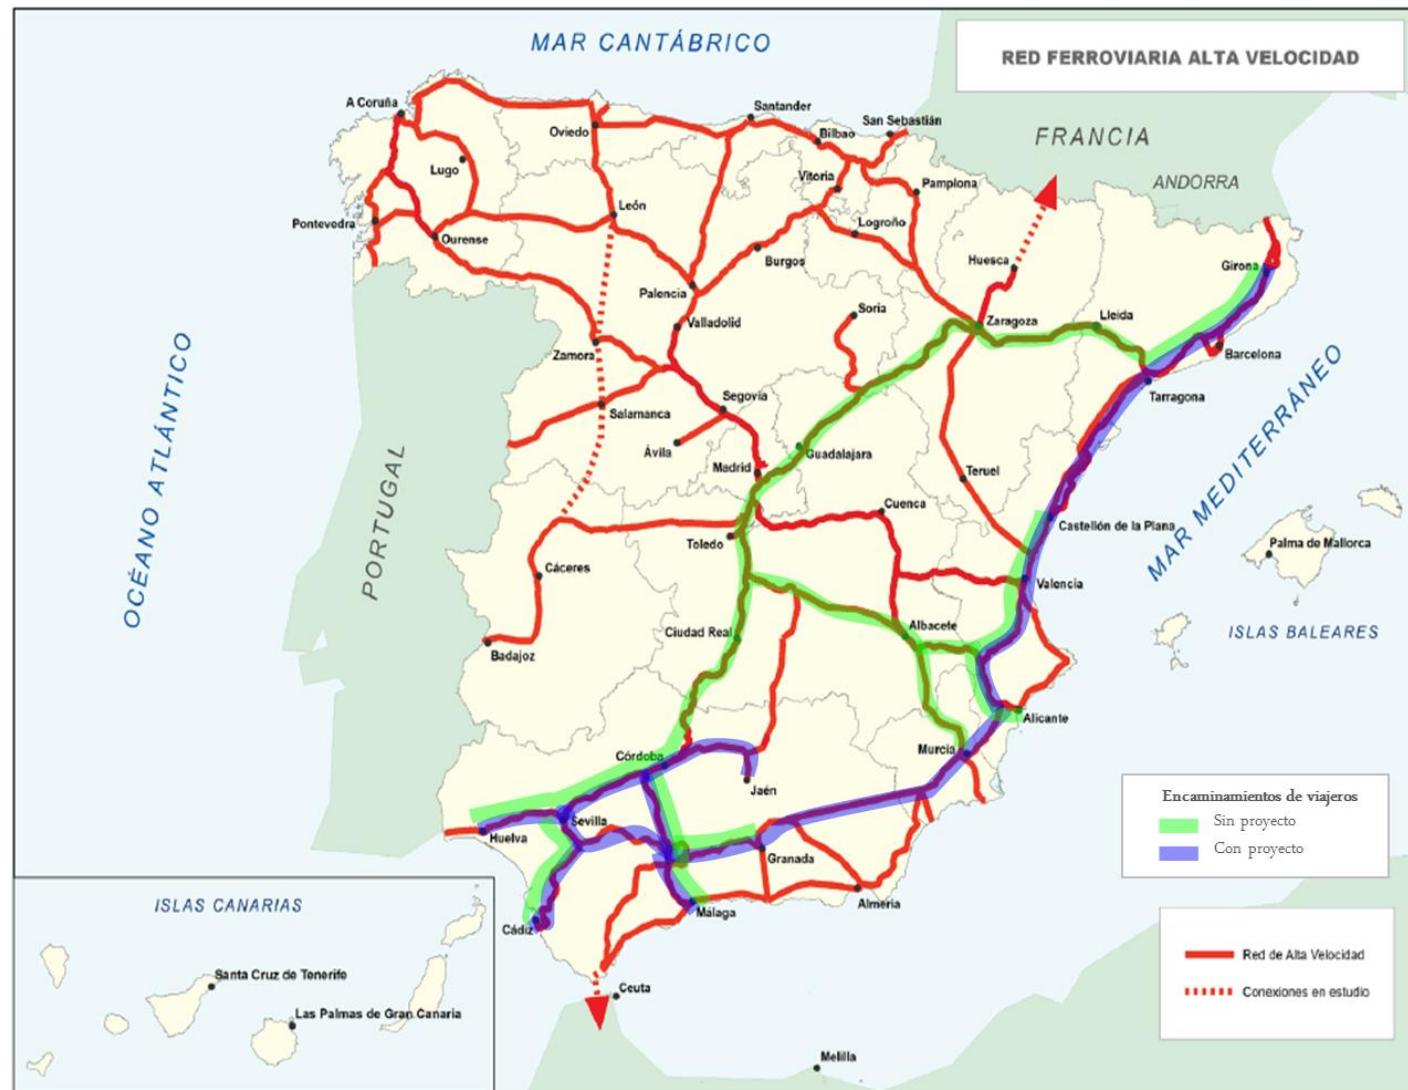 MAR CANTÁBRICO
RED FERROVIARIA ALTA VELOCIDAD
A Coruña
Santander
San Sebastián
Oviedo
Bilbao
FRANCIA
Lugo
Vitoria
Pamplona
ANDORRA
León
Pontevedra
Logroño
Ourense
Burgos
Huesca
Girona
Palencia
Soria
Lleida
Zaragoza
Valladolid
Zamora
Barcelona
Segovia
Tarragona
Salamanca
OCÉANO ATLÁNTICO
Ávila
Guadalajara
Madrid
Teruel
MAR MEDITERRÁNEO
PORTUGAL
Cuenca
Castellón de la Plana
Toledo
Palma de Mallorca
Cáceres
Valencia
Albacete
Ciudad Real
ISLAS BALEARES
Badajoz
Alicante
Murcia
Córdoba
Jaén
Encaminamientos de viajeros
Sin proyecto
Con proyecto
Sevilla
Huelva
Granada
Almería
Málaga
Cádiz
ISLAS CANARIAS
Red de Alta Velocidad
Conexiones en estudio
Santa Cruz de Tenerife
Ceuta
Las Palmas de Gran Canaria
Melilla